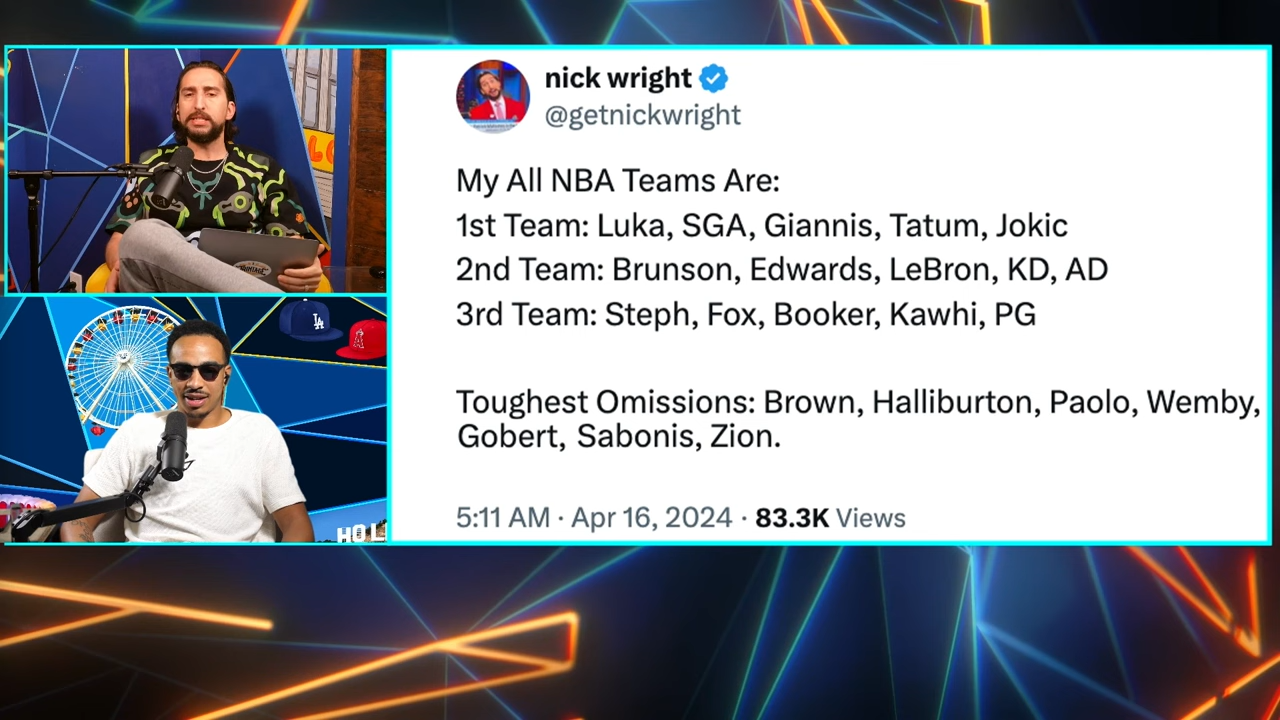 nick wright
@getnickwright
My All NBA Teams Are:
1st Team: Luka, SGA, Giannis, Tatum, Jokic
2nd Team: Brunson, Edwards, LeBron, KD, AD
3rd Team: Steph, Fox, Booker, Kawhi, PG
Toughest Omissions: Brown, Halliburton, Paolo, Wemby,
Gobert, Sabonis, Zion.
5:11 AM · Apr 16, 2024 · 83.3K Views
LA
A
HOL